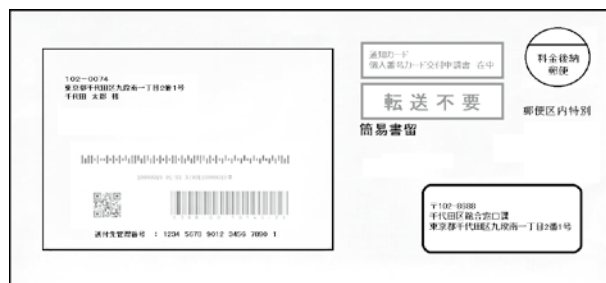 102-0074
東京都千代田区九段南一丁目2番1号
千代田 太郎 様
送付先管理番号 : 1234 5678 9012 3456 7890 1
通知カード
個人番号カード交付申請書 在中
転送不要
簡易書留
料金後納
郵便
郵便区内特別
〒102-8688
千代田区総合窓口課
東京都千代田区九段南一丁目2番1号